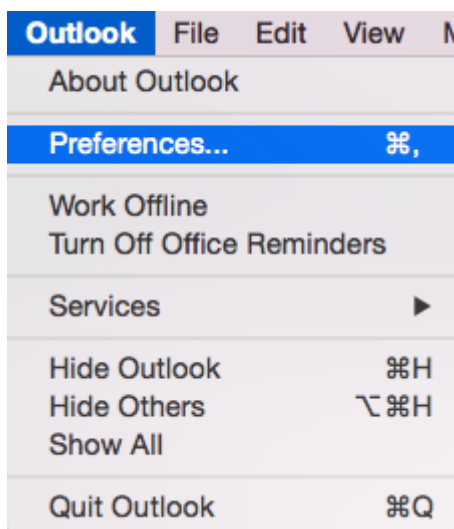 Outlook File Edit View
About Outlook
Preferences... ⌘,
Work Offline
Turn Off Office Reminders
Services ▶
Hide Outlook ⌘H
Hide Others ⌥⌘H
Show All
Quit Outlook ⌘Q